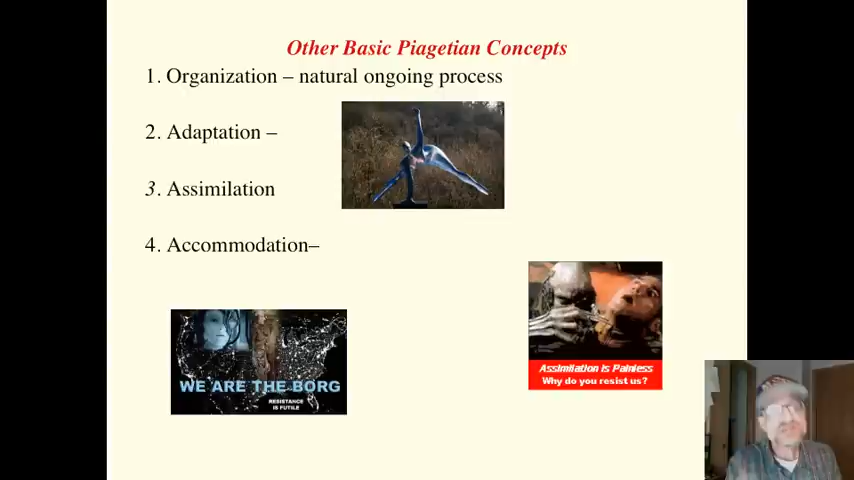 Other Basic Piagetian Concepts
1. Organization – natural ongoing process
2. Adaptation –
3. Assimilation
4. Accommodation–
WE ARE THE BORG
RESISTANCE
IS FUTILE
Assimilation is Painless
Why do you resist us?